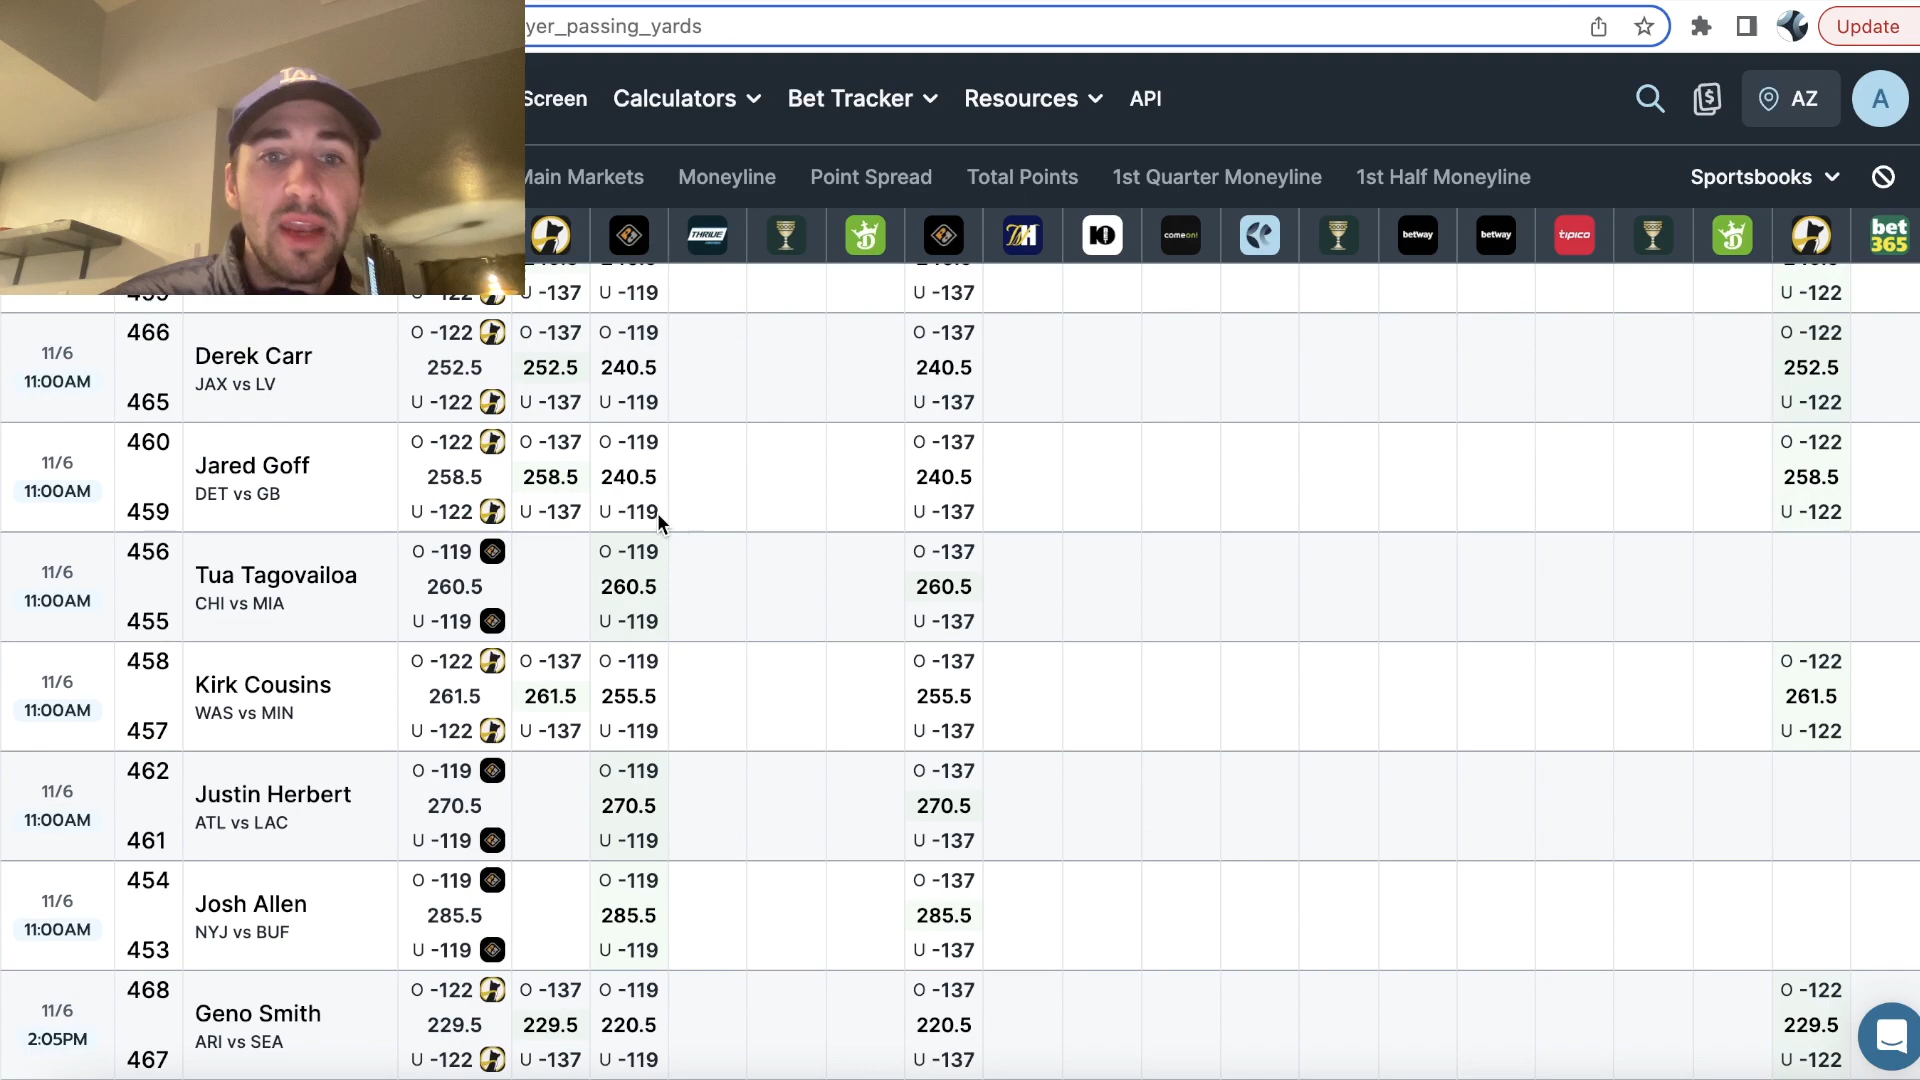 yer_passing_yards
Update
Screen Calculators Bet Tracker Resources API
AZ
A
Main Markets Moneyline Point Spread Total Points 1st Quarter Moneyline 1st Half Moneyline Sportsbooks
LA
THRIVE
BH
comeon!
betway
betway
tipico
bet
365
U -122 U -137 U -119 U -137 U -122
466 O -122 O -137 O -119 O -137 O -122
11/6 Derek Carr 252.5 252.5 240.5 240.5 252.5
11:00AM JAX vs LV
465 U -122 U -137 U -119 U -137 U -122
460 O -122 O -137 O -119 O -137 O -122
11/6 Jared Goff 258.5 258.5 240.5 240.5 258.5
11:00AM DET vs GB
459 U -122 U -137 U -119 U -137 U -122
456 O -119 O -119 O -137
11/6 Tua Tagovailoa 260.5 260.5 260.5
11:00AM CHI vs MIA
455 U -119 U -119 U -137
458 O -122 O -137 O -119 O -137 O -122
11/6 Kirk Cousins 261.5 261.5 255.5 255.5 261.5
11:00AM WAS vs MIN
457 U -122 U -137 U -119 U -137 U -122
462 O -119 O -119 O -137
11/6 Justin Herbert 270.5 270.5 270.5
11:00AM ATL vs LAC
461 U -119 U -119 U -137
454 O -119 O -119 O -137
11/6 Josh Allen 285.5 285.5 285.5
11:00AM NYJ vs BUF
453 U -119 U -119 U -137
468 O -122 O -137 O -119 O -137 O -122
11/6 Geno Smith 229.5 229.5 220.5 220.5 229.5
2:05PM ARI vs SEA
467 U -122 U -137 U -119 U -137 U -122